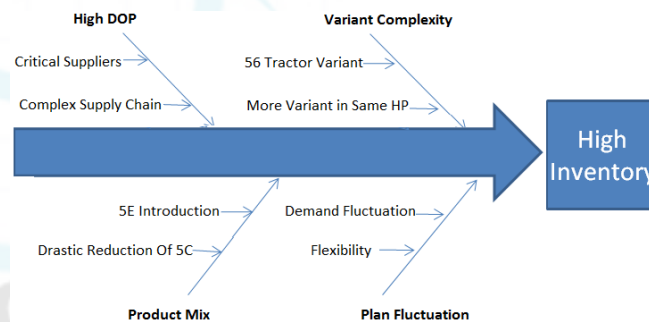 High DOP
Variant Complexity
Critical Suppliers
56 Tractor Variant
Complex Supply Chain
More Variant in Same HP
High
Inventory
5E Introduction
Demand Fluctuation
Drastic Reduction Of 5C
Flexibility
Product Mix
Plan Fluctuation